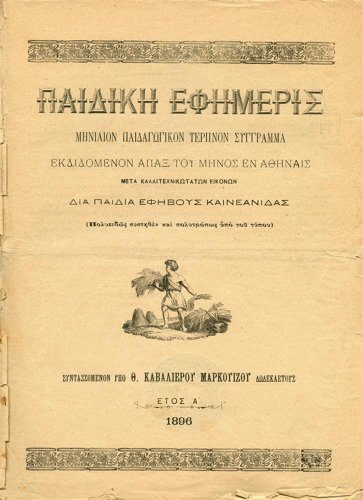 ΠΑΙΔΙΚΗ ΕΦΗΜΕΡΙΣ
ΜΗΝΙΑΙΟΝ ΠΑΙΔΑΓΩΓΙΚΟΝ ΤΕΡΠΝΟΝ ΣΥΓΓΡΑΜΜΑ
ΕΚΔΙΔΟΜΕΝΟΝ ΑΠΑΞ ΤΟΥ ΜΗΝΟΣ ΕΝ ΑΘΗΝΑΙΣ
ΜΕΤΑ ΚΑΛΛΙΤΕΧΝΙΚΩΤΑΤΩΝ ΕΙΚΟΝΩΝ
ΔΙΑ ΠΑΙΔΙΑ ΕΦΗΒΟΥΣ ΚΑΙΝΕΑΝΙΔΑΣ
(Πολυειδῶς συστηθὲν καὶ πολυτρόπως ὑπὸ τοῦ τύπου)
ΣΥΝΤΑΣΣΟΜΕΝΟΝ ΥΠΟ Θ. ΚΑΒΑΛΙΕΡΟΥ ΜΑΡΚΟΥΙΖΟΥ ΔΩΔΕΚΑΕΤΟΥΣ
ΕΤΟΣ Α΄
1896